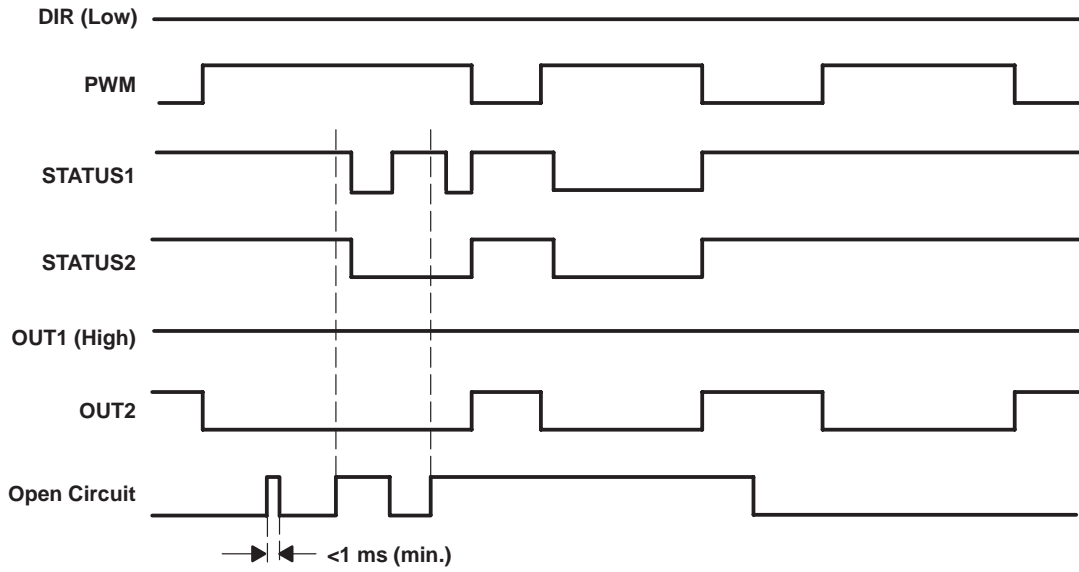 DIR (Low)
PWM
STATUS1
STATUS2
OUT1 (High)
OUT2
Open Circuit
<1 ms (min.)